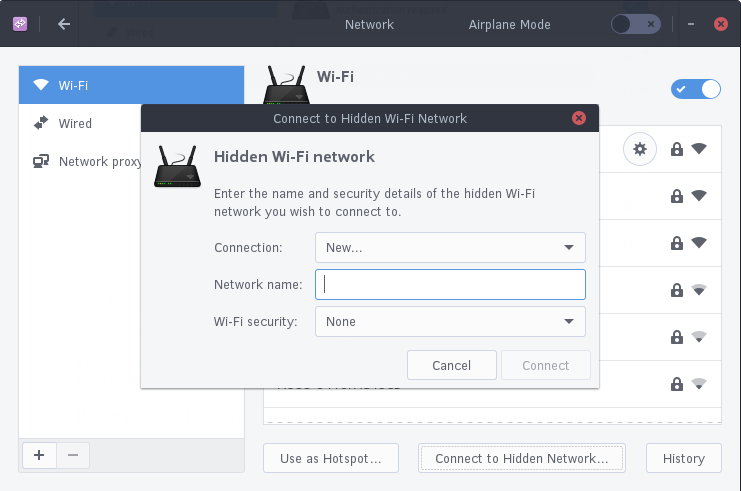 Network
Airplane Mode
Wi-Fi
Wired
Network proxy
Wi-Fi
Connect to Hidden Wi-Fi Network
Hidden Wi-Fi network
Enter the name and security details of the hidden Wi-Fi
network you wish to connect to.
Connection:
New...
Network name:
Wi-Fi security:
None
Cancel
Connect
Use as Hotspot...
Connect to Hidden Network...
History